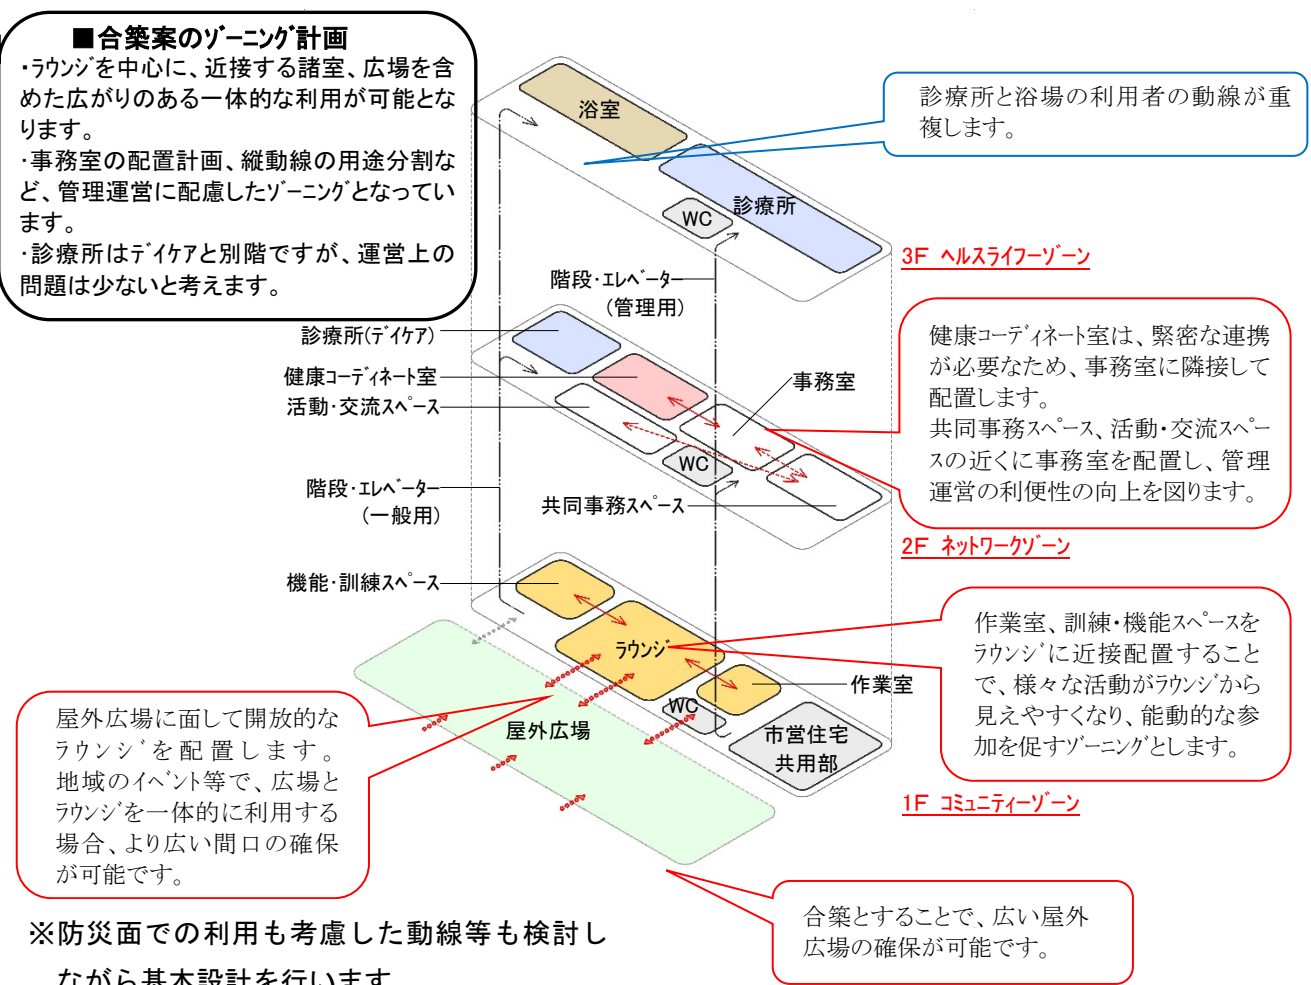 ■合築案のｿﾞｰﾆﾝｸﾞ計画
・ﾗｳﾝｼﾞを中心に、近接する諸室、広場を含
めた広がりのある一体的な利用が可能とな
ります。
・事務室の配置計画、縦動線の用途分割な
ど、管理運営に配慮したｿﾞｰﾆﾝｸﾞとなってい
ます。
・診療所はﾃﾞｲｹｱと別階ですが、運営上の
問題は少ないと考えます。
浴室
診療所と浴場の利用者の動線が重
複します。
診療所
WC
3F ﾍﾙｽﾗｲﾌｰｿﾞｰﾝ
階段・ｴﾚﾍﾞｰﾀｰ
(管理用)
診療所(ﾃﾞｲｹｱ)
健康ｺｰﾃﾞｨﾈｰﾄ室
活動・交流ｽﾍﾟｰｽ
事務室
健康ｺｰﾃﾞｨﾈｰﾄ室は、緊密な連携
が必要なため、事務室に隣接して
配置します。
共同事務ｽﾍﾟｰｽ、活動・交流ｽﾍﾟｰ
ｽの近くに事務室を配置し、管理
運営の利便性の向上を図ります。
WC
階段・ｴﾚﾍﾞｰﾀｰ
(一般用)
共同事務ｽﾍﾟｰｽ
2F ﾈｯﾄﾜｰｸｿﾞｰﾝ
機能・訓練ｽﾍﾟｰｽ
ﾗｳﾝｼﾞ
作業室
作業室、訓練・機能ｽﾍﾟｰｽを
ﾗｳﾝｼﾞに近接配置すること
で、様々な活動がﾗｳﾝｼﾞから
見えやすくなり、能動的な参
加を促すｿﾞｰﾆﾝｸﾞとします。
WC
屋外広場
市営住宅
共用部
1F ｺﾐｭﾆﾃｨｰｿﾞｰﾝ
屋外広場に面して開放的な
ﾗｳﾝｼﾞを配置します。
地域のｲﾍﾞﾝﾄ等で、広場と
ﾗｳﾝｼﾞを一体的に利用する
場合、より広い間口の確保
が可能です。
合築とすることで、広い屋外
広場の確保が可能です。
※防災面での利用も考慮した動線等も検討し
ながら基本設計を行います